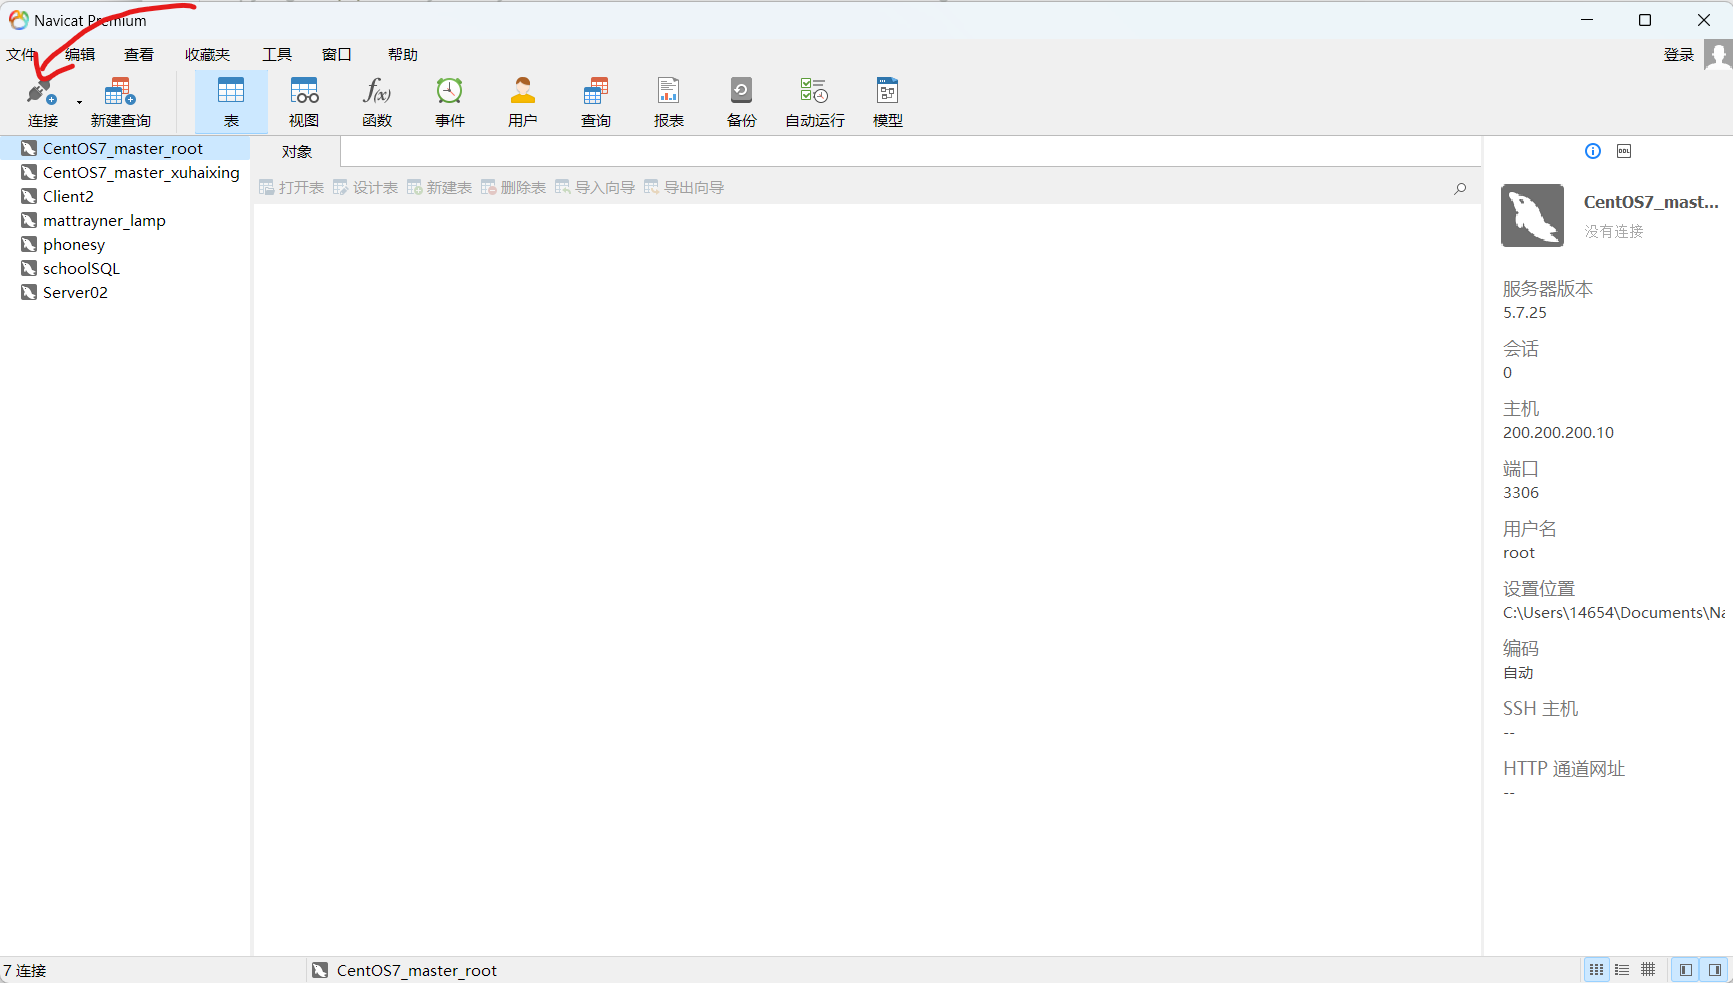 Navicat Premium
文件 编辑 查看 收藏夹 工具 窗口 帮助 登录
连接 新建查询 表 视图 函数 事件 用户 查询 报表 备份 自动运行 模型
CentOS7_master_root
CentOS7_master_xuhaixing
Client2
mattrayner_lamp
phonesy
schoolSQL
Server02
对象
打开表 设计表 新建表 删除表 导入向导 导出向导
DDL
CentOS7_mast...
没有连接
服务器版本
5.7.25
会话
0
主机
200.200.200.10
端口
3306
用户名
root
设置位置
C:\Users\14654\Documents\Na
编码
自动
SSH 主机
--
HTTP 通道网址
--
7 连接 CentOS7_master_root